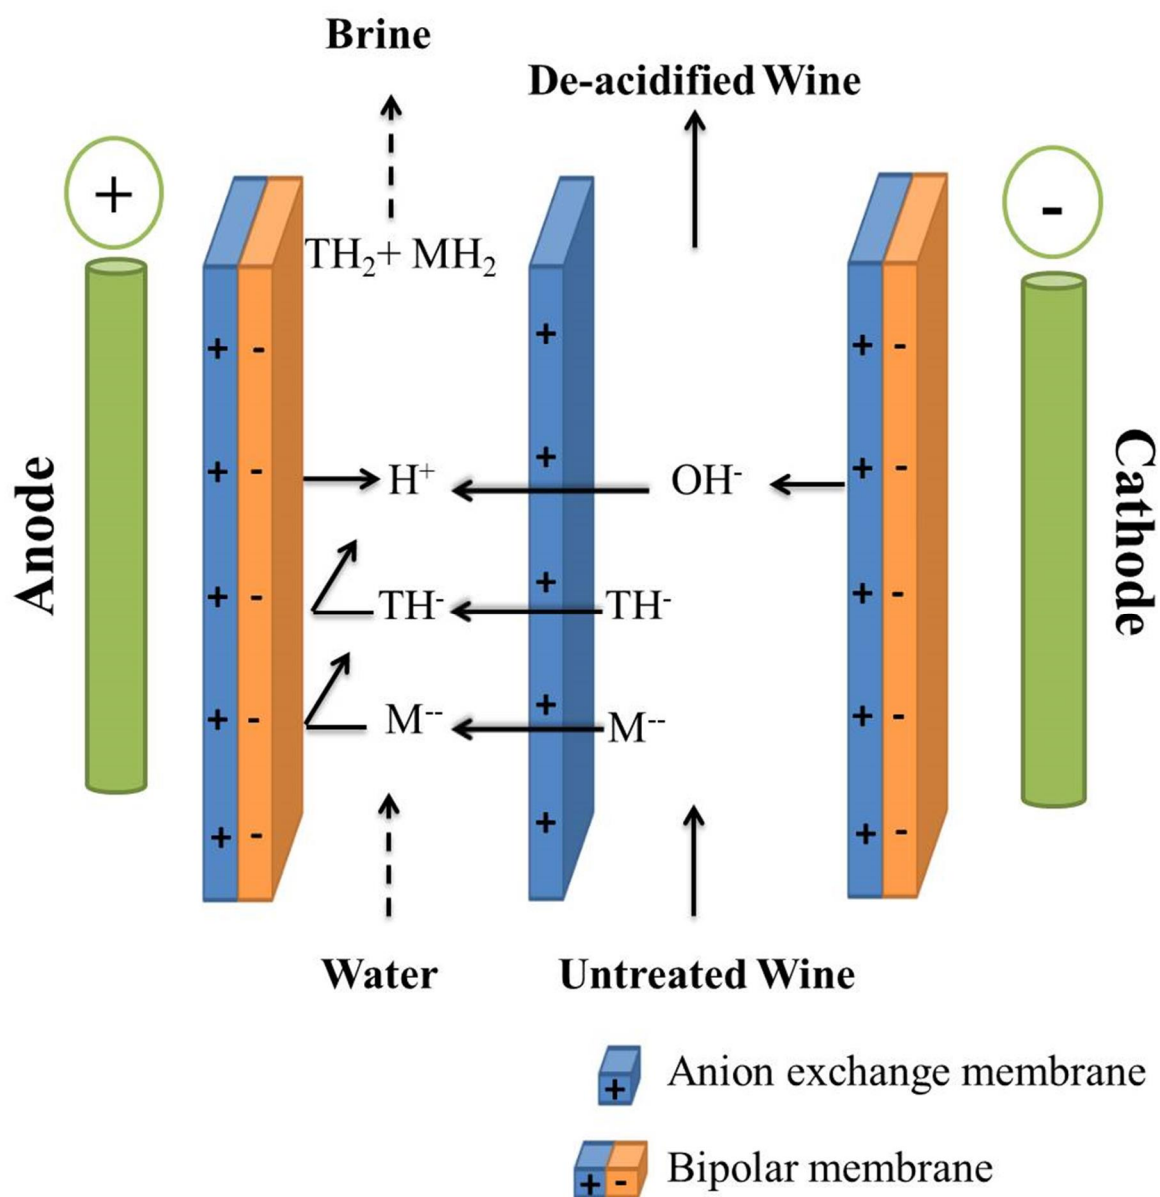 Brine
De-acidified Wine
+
-
TH₂+ MH₂
+
+ -
+ -
+
+ -
H⁺
OH⁻
+ -
+ -
+
TH⁻
TH⁻
+ -
+ -
+
M⁻⁻
M⁻⁻
+ -
+ -
+
+ -
+ -
Anode
Cathode
Water
Untreated Wine
+ Anion exchange membrane
+ - Bipolar membrane